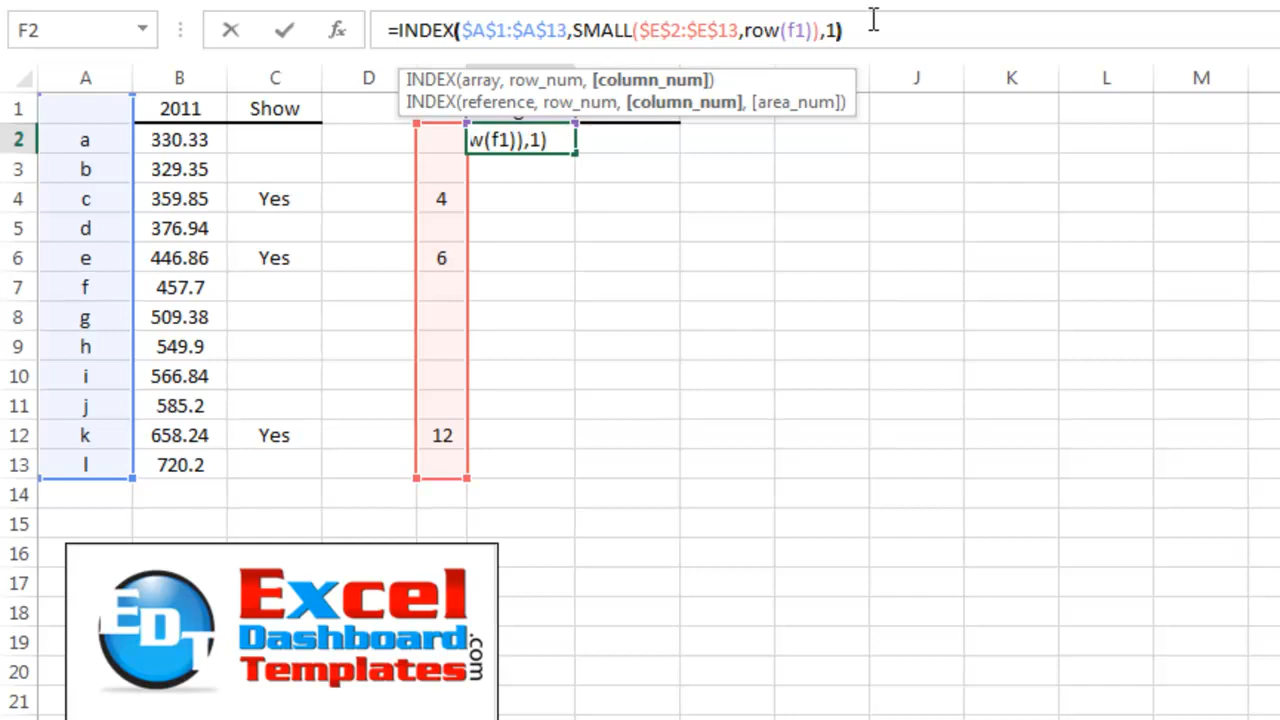 F2 =INDEX($A$1:$A$13,SMALL($E$2:$E$13,row(f1)),1)
INDEX(array, row_num, [column_num])
INDEX(reference, row_num, [column_num], [area_num])
A B C D J K L M
1 2011 Show
2 a 330.33 w(f1)),1)
3 b 329.35
4 c 359.85 Yes 4
5 d 376.94
6 e 446.86 Yes 6
7 f 457.7
8 g 509.38
9 h 549.9
10 i 566.84
11 j 585.2
12 k 658.24 Yes 12
13 l 720.2
14
15
16
17
18
19
20
21
EDT
Excel
Dashboard
Templates
.com